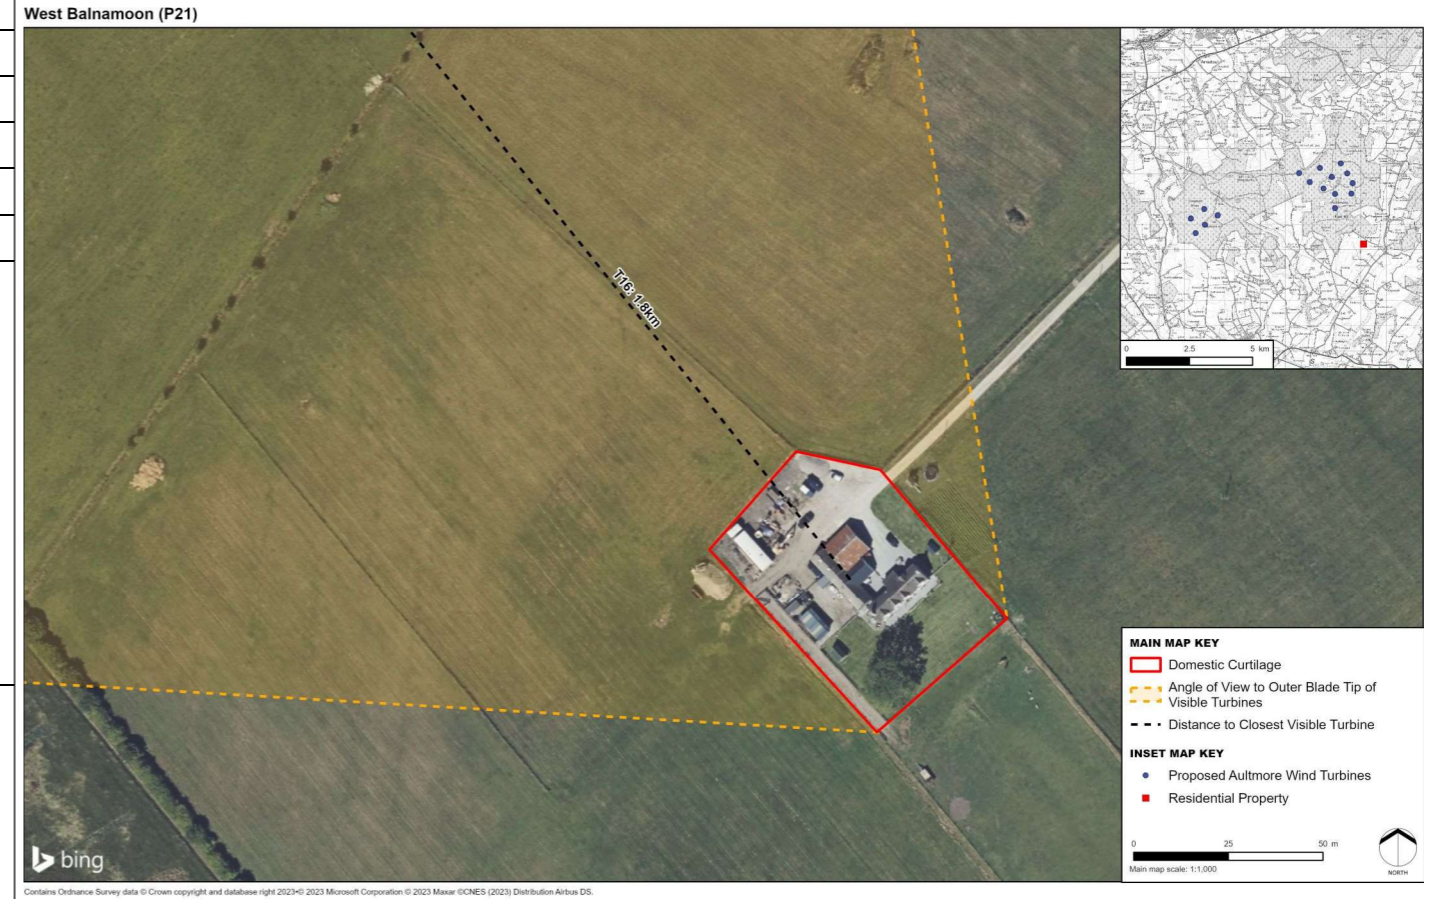 West Balnamoon (P21)
T16: 1.8km
0 2.5 5 km
MAIN MAP KEY
Domestic Curtilage
Angle of View to Outer Blade Tip of
Visible Turbines
Distance to Closest Visible Turbine
INSET MAP KEY
Proposed Aultmore Wind Turbines
Residential Property
0 25 50 m
Main map scale: 1:1,000
NORTH
bing
Contains Ordnance Survey data © Crown copyright and database right 2023•© 2023 Microsoft Corporation © 2023 Maxar ©CNES (2023) Distribution Airbus DS.